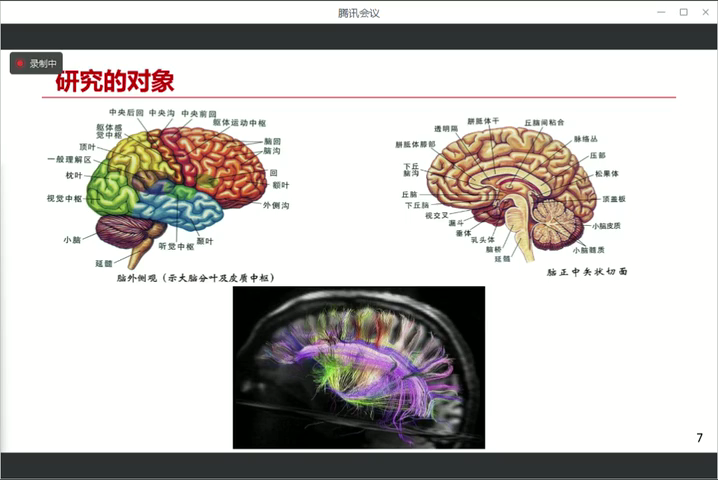 腾讯会议
录制中
研究的对象
中央后回 中央沟 中央前回
躯体感
觉中枢
躯体运动中枢
顶叶
脑回
脑沟
一般理解区
枕叶
回
额叶
视觉中枢
外侧沟
小脑
听觉中枢
颞叶
延髓
脑外侧观（示大脑分叶及皮质中枢）
胼胝体干
透明隔
丘脑间粘合
脉络丛
胼胝体膝部
压部
下丘
脑沟
松果体
丘脑
顶盖板
下丘脑
视交叉
漏斗
小脑皮质
垂体
乳头体
脑桥
小脑髓质
延髓
脑正中矢状切面
7